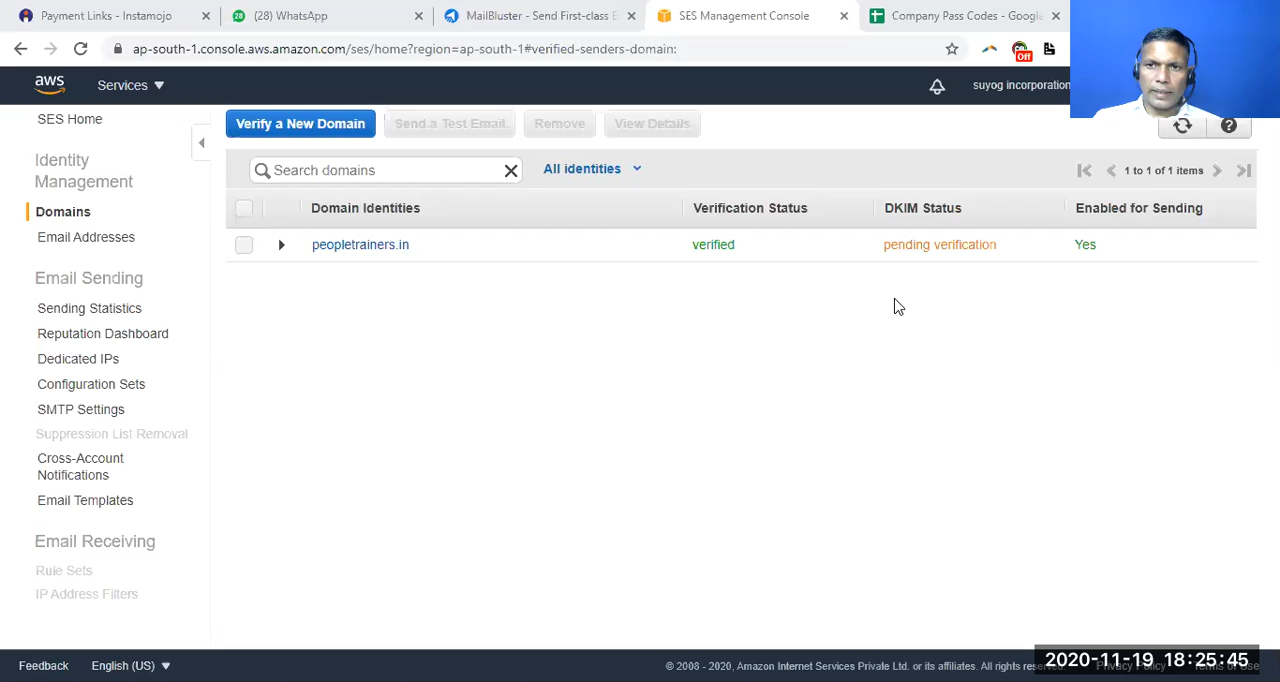 Payment Links - Instamojo
(28) WhatsApp
MailBluster - Send First-class E
SES Management Console
Company Pass Codes - Google
ap-south-1.console.aws.amazon.com/ses/home?region=ap-south-1#verified-senders-domain:
Off
aws
Services
suyog incorporation
SES Home
Verify a New Domain
Send a Test Email
Remove
View Details
Identity
Management
Search domains
All identities
1 to 1 of 1 items
Domains
Domain Identities
Verification Status
DKIM Status
Enabled for Sending
Email Addresses
peopletrainers.in
verified
pending verification
Yes
Email Sending
Sending Statistics
Reputation Dashboard
Dedicated IPs
Configuration Sets
SMTP Settings
Suppression List Removal
Cross-Account
Notifications
Email Templates
Email Receiving
Rule Sets
IP Address Filters
Feedback
English (US)
© 2008 - 2020, Amazon Internet Services Private Ltd. or its affiliates. All rights reserved.
Privacy Policy
Terms of Use
2020-11-19 18:25:45